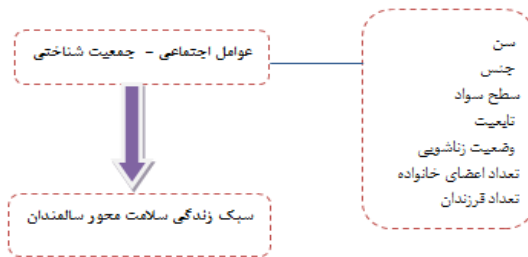 عوامل اجتماعی - جمعیت شناختی
سن
جنس
سطح سواد
تابعیت
وضعیت زناشویی
تعداد اعضای خانواده
تعداد قرزندان
سبک زندگی سلامت محور سالمندان